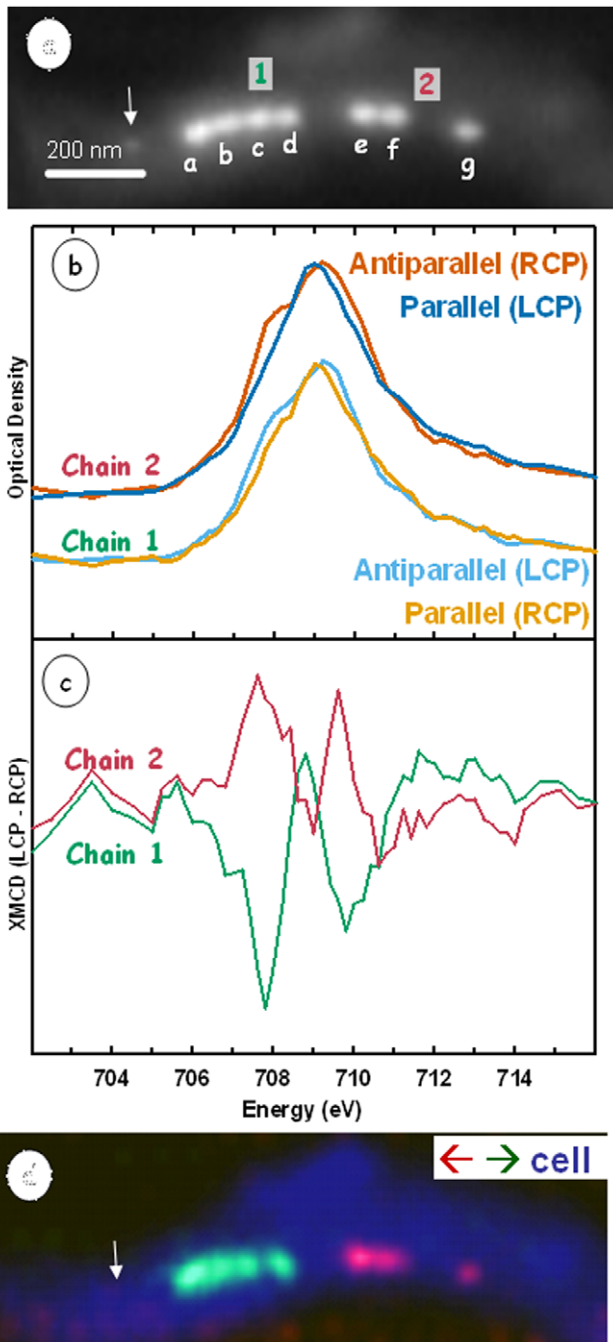 a
1
2
200 nm
a b c d e f g
b
Antiparallel (RCP)
Parallel (LCP)
Optical Density
Chain 2
Chain 1
Antiparallel (LCP)
Parallel (RCP)
c
XMCD (LCP - RCP)
Chain 2
Chain 1
704 706 708 710 712 714
Energy (eV)
d
← → cell